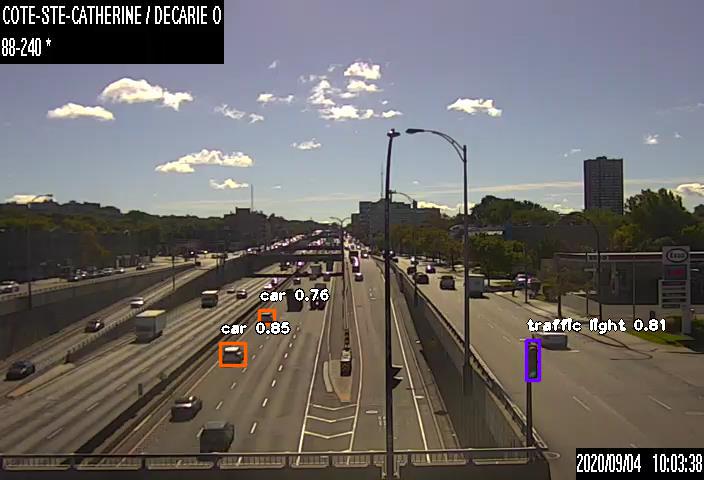 COTE-STE-CATHERINE / DECARIE O
88-240 *
car 0.76
car 0.85
traffic light 0.81
Esso
2020/09/04 10:03:38